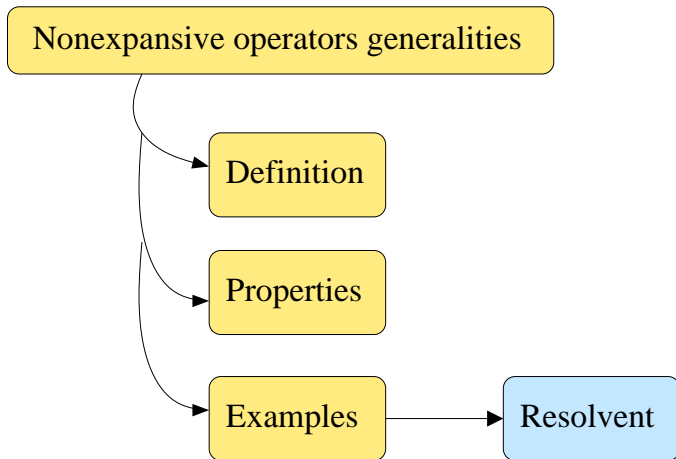 Nonexpansive operators generalities
Definition
Properties
Examples
Resolvent